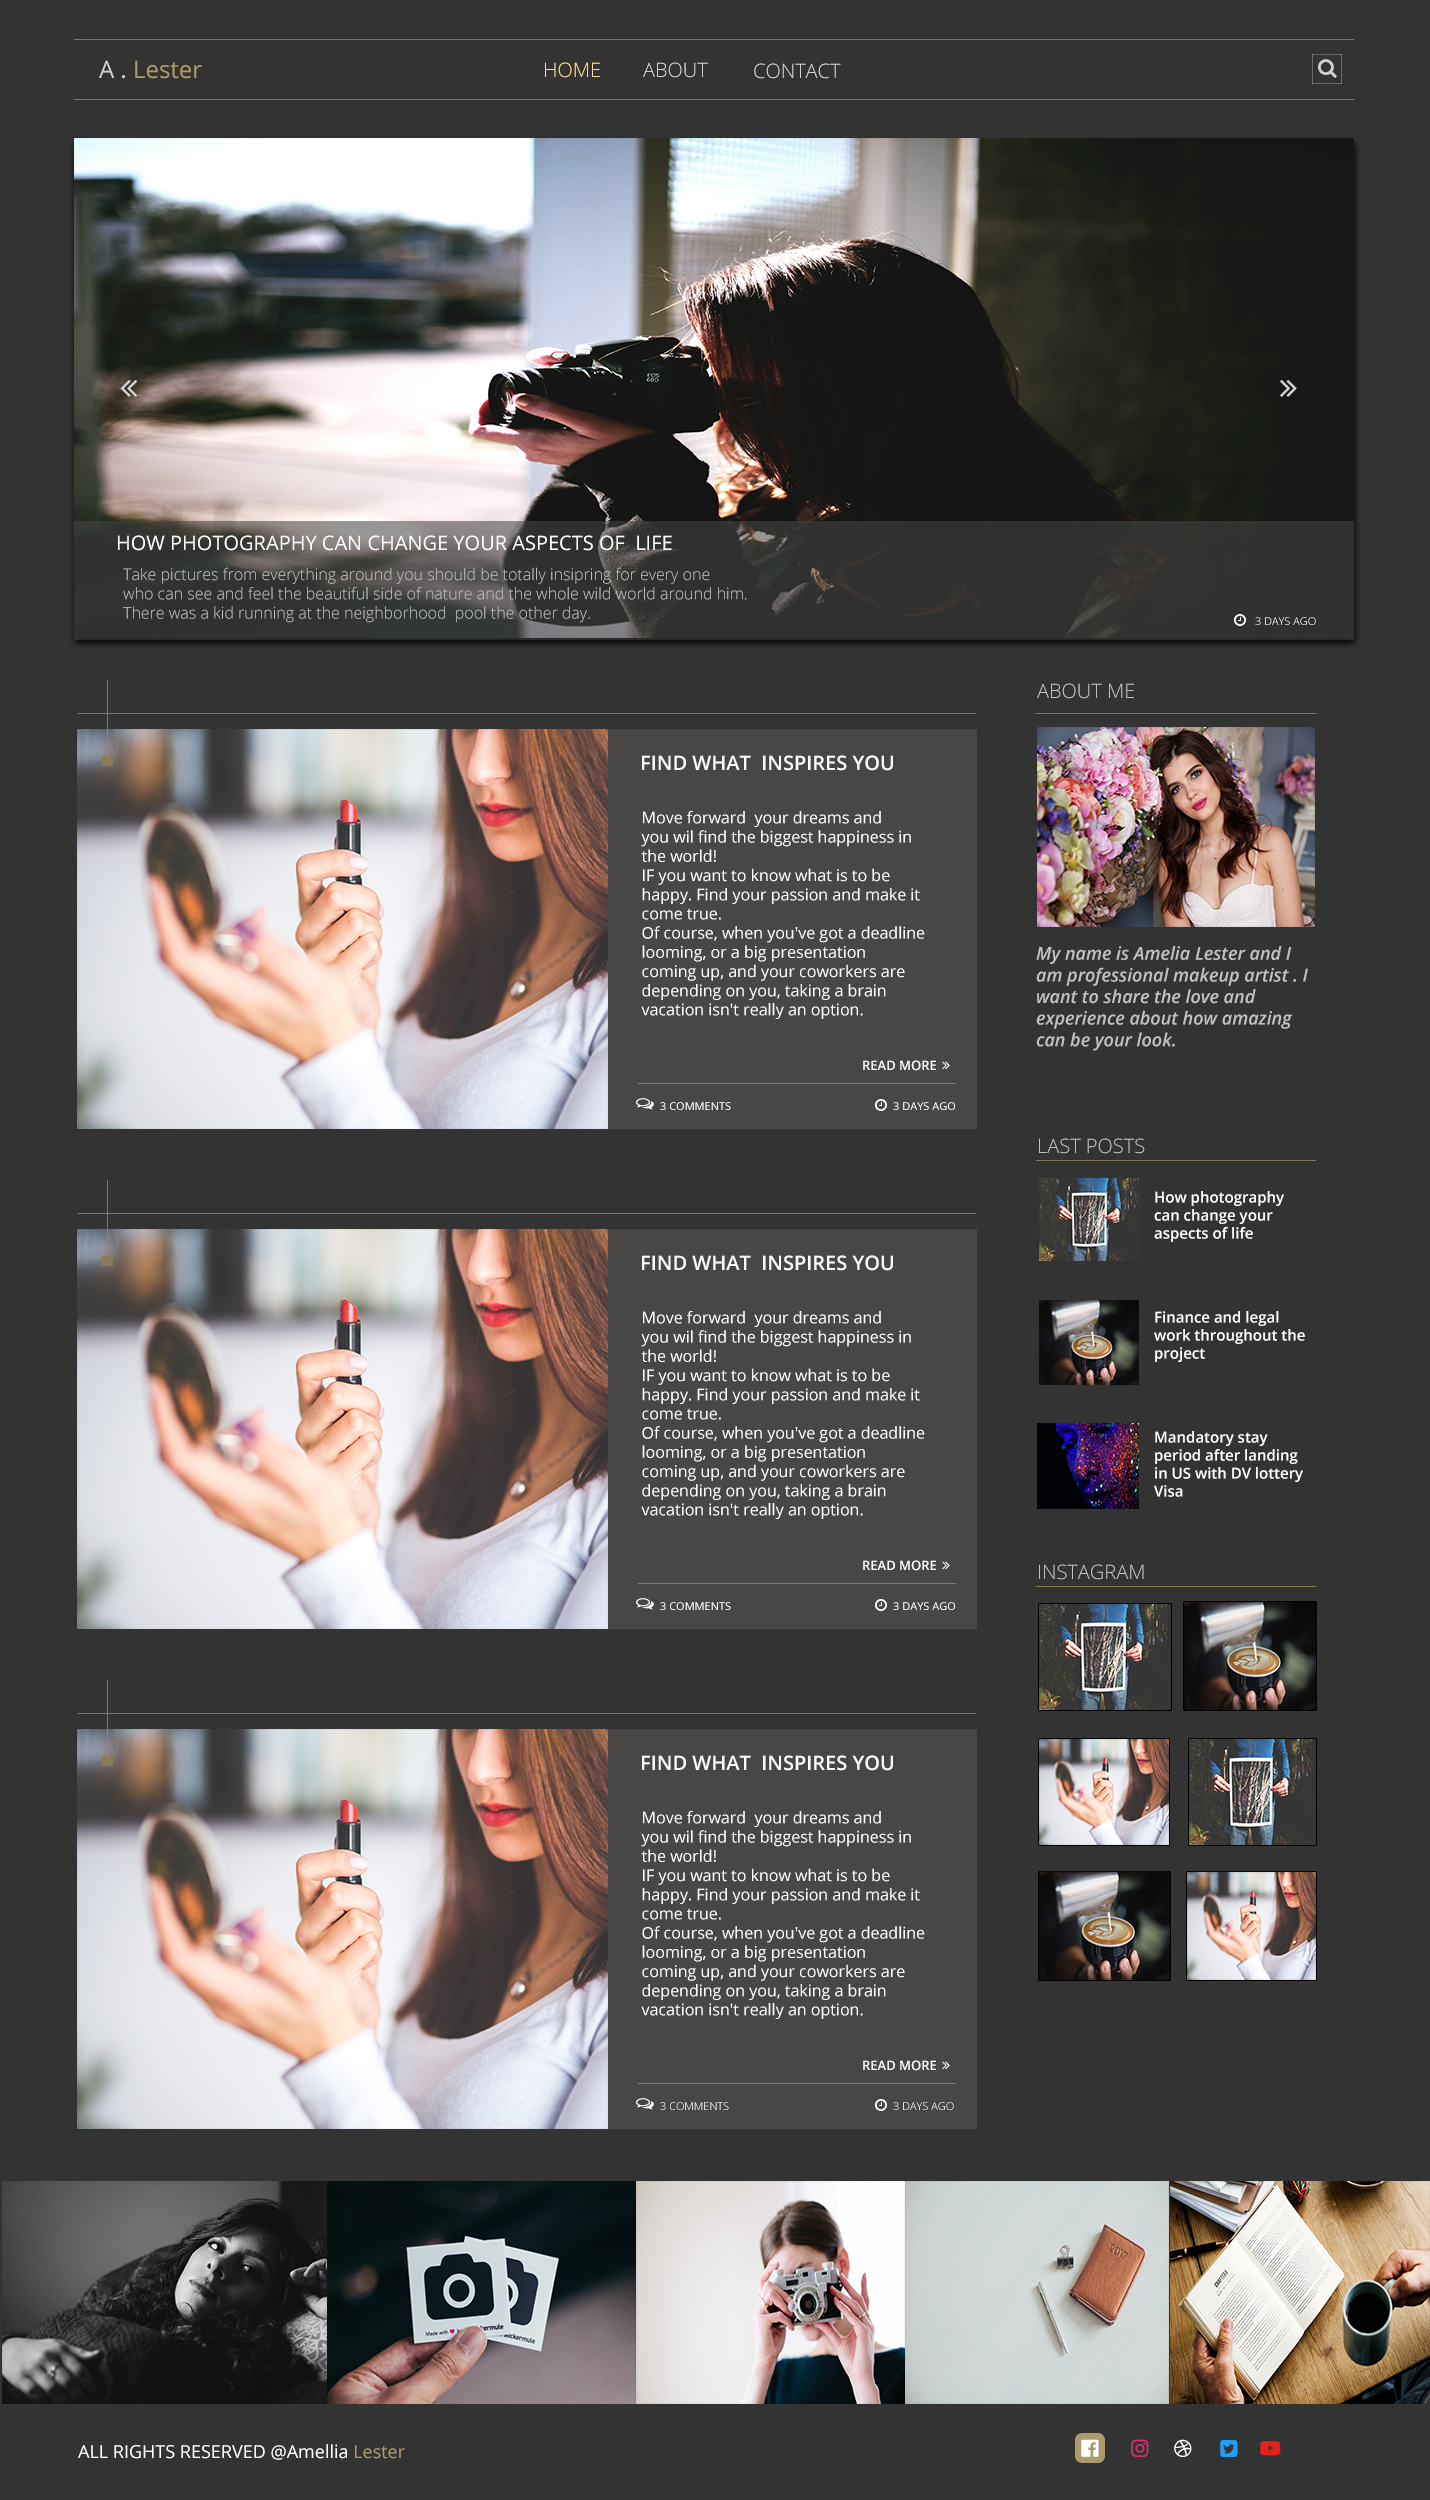 A . Lester
HOME ABOUT CONTACT
EOS
60D
HOW PHOTOGRAPHY CAN CHANGE YOUR ASPECTS OF LIFE
Take pictures from everything around you should be totally insipring for every one
who can see and feel the beautiful side of nature and the whole wild world around him.
There was a kid running at the neighborhood pool the other day.
3 DAYS AGO
FIND WHAT INSPIRES YOU
Move forward your dreams and
you wil find the biggest happiness in
the world!
IF you want to know what is to be
happy. Find your passion and make it
come true.
Of course, when you've got a deadline
looming, or a big presentation
coming up, and your coworkers are
depending on you, taking a brain
vacation isn't really an option.
READ MORE »
3 COMMENTS
3 DAYS AGO
FIND WHAT INSPIRES YOU
Move forward your dreams and
you wil find the biggest happiness in
the world!
IF you want to know what is to be
happy. Find your passion and make it
come true.
Of course, when you've got a deadline
looming, or a big presentation
coming up, and your coworkers are
depending on you, taking a brain
vacation isn't really an option.
READ MORE »
3 COMMENTS
3 DAYS AGO
FIND WHAT INSPIRES YOU
Move forward your dreams and
you wil find the biggest happiness in
the world!
IF you want to know what is to be
happy. Find your passion and make it
come true.
Of course, when you've got a deadline
looming, or a big presentation
coming up, and your coworkers are
depending on you, taking a brain
vacation isn't really an option.
READ MORE »
3 COMMENTS
3 DAYS AGO
ABOUT ME
My name is Amelia Lester and I
am professional makeup artist . I
want to share the love and
experience about how amazing
can be your look.
LAST POSTS
How photography
can change your
aspects of life
Finance and legal
work throughout the
project
Mandatory stay
period after landing
in US with DV lottery
Visa
INSTAGRAM
Made with
2017
CHAPTER
ALL RIGHTS RESERVED @Amellia Lester